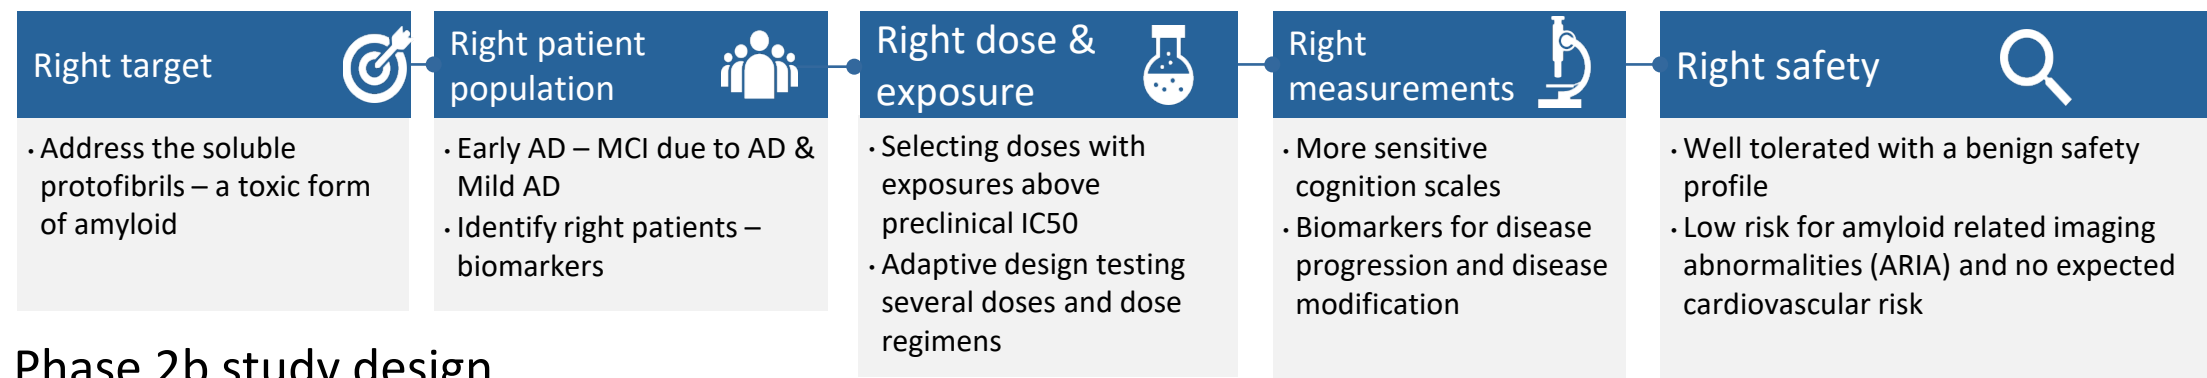 Right target
· Address the soluble
protofibrils – a toxic form
of amyloid
Right patient
population
· Early AD – MCI due to AD &
Mild AD
· Identify right patients –
biomarkers
Right dose &
exposure
· Selecting doses with
exposures above
preclinical IC50
· Adaptive design testing
several doses and dose
regimens
Right
measurements
· More sensitive
cognition scales
· Biomarkers for disease
progression and disease
modification
Right safety
· Well tolerated with a benign safety
profile
· Low risk for amyloid related imaging
abnormalities (ARIA) and no expected
cardiovascular risk
Phase 2b study design